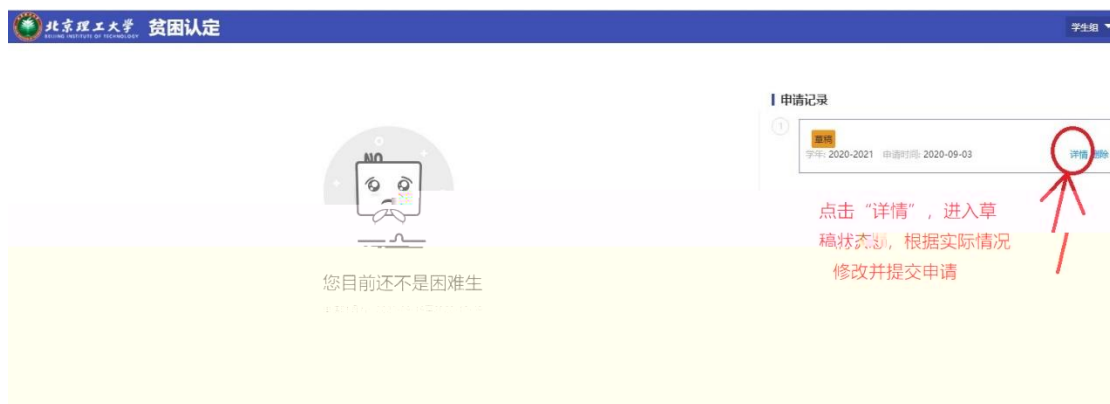 北京理工大学 贫困认定
BEIJING INSTITUTE OF TECHNOLOGY
学生组
申请记录
1
草稿
学年: 2020-2021 申请时间: 2020-09-03
详情 删除
NO
点击“详情”，进入草
稿状态，根据实际情况
修改并提交申请
您目前还不是困难生